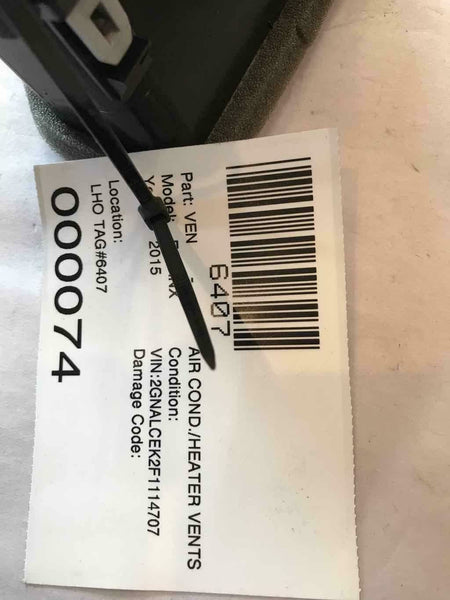 6407
Part: VEN - AIR COND./HEATER VENTS
Model: NX Condition:
2015 VIN:2GNALCEK2F1114707
Damage Code:
Location:
LHO TAG#6407
000074